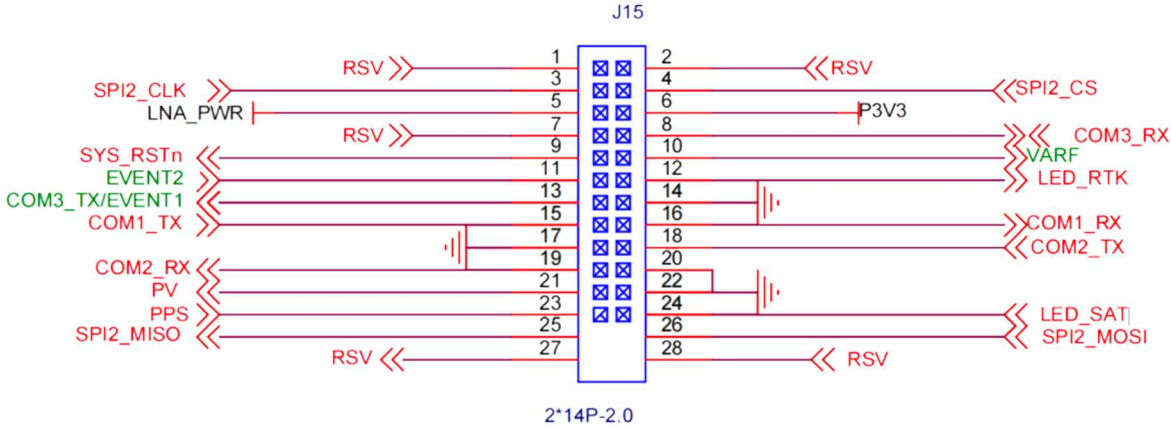 J15
RSV 1 2 RSV
SPI2_CLK 3 4 SPI2_CS
LNA_PWR 5 6 P3V3
RSV 7 8 COM3_RX
SYS_RSTn 9 10 VARF
EVENT2 11 12 LED_RTK
COM3_TX/EVENT1 13 14
COM1_TX 15 16 COM1_RX
17 18 COM2_TX
COM2_RX 19 20
PV 21 22
PPS 23 24 LED_SAT
SPI2_MISO 25 26 SPI2_MOSI
RSV 27 28 RSV
2*14P-2.0